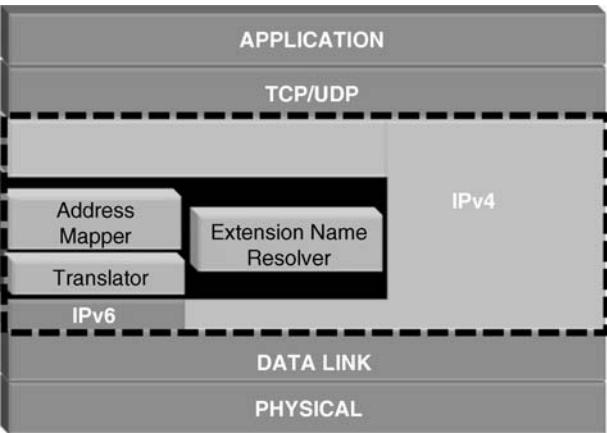 APPLICATION
TCP/UDP
IPv4
Address
Mapper
Extension Name
Resolver
Translator
IPv6
DATA LINK
PHYSICAL